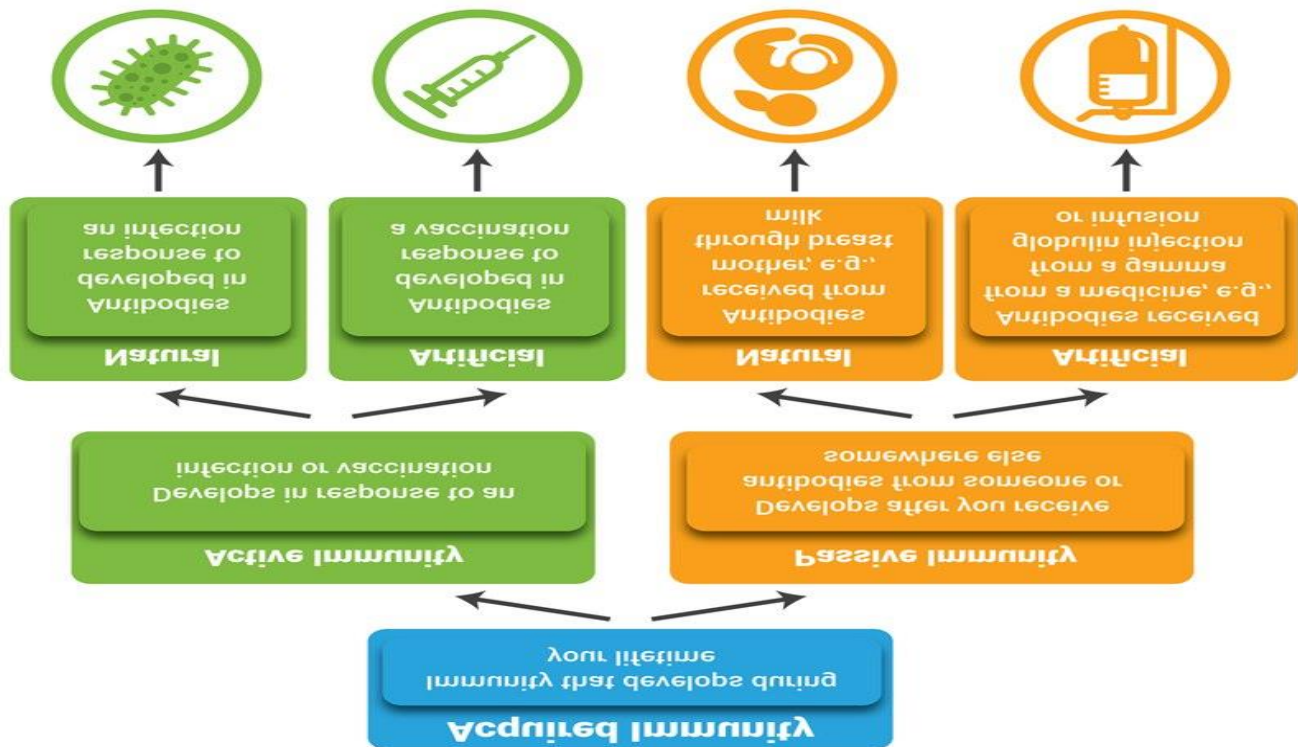 Acquired Immunity
Immunity that develops during
your lifetime
Active Immunity
Develops in response to an
infection or vaccination
Passive Immunity
Develops after you receive
antibodies from someone or
somewhere else
Natural
Antibodies
developed in
response to
an infection
Artificial
Antibodies
developed in
response to
a vaccination
Natural
Antibodies
received from
mother, e.g.,
through breast
milk
Artificial
Antibodies received
from a medicine, e.g.,
from a gamma
globulin injection
or infusion